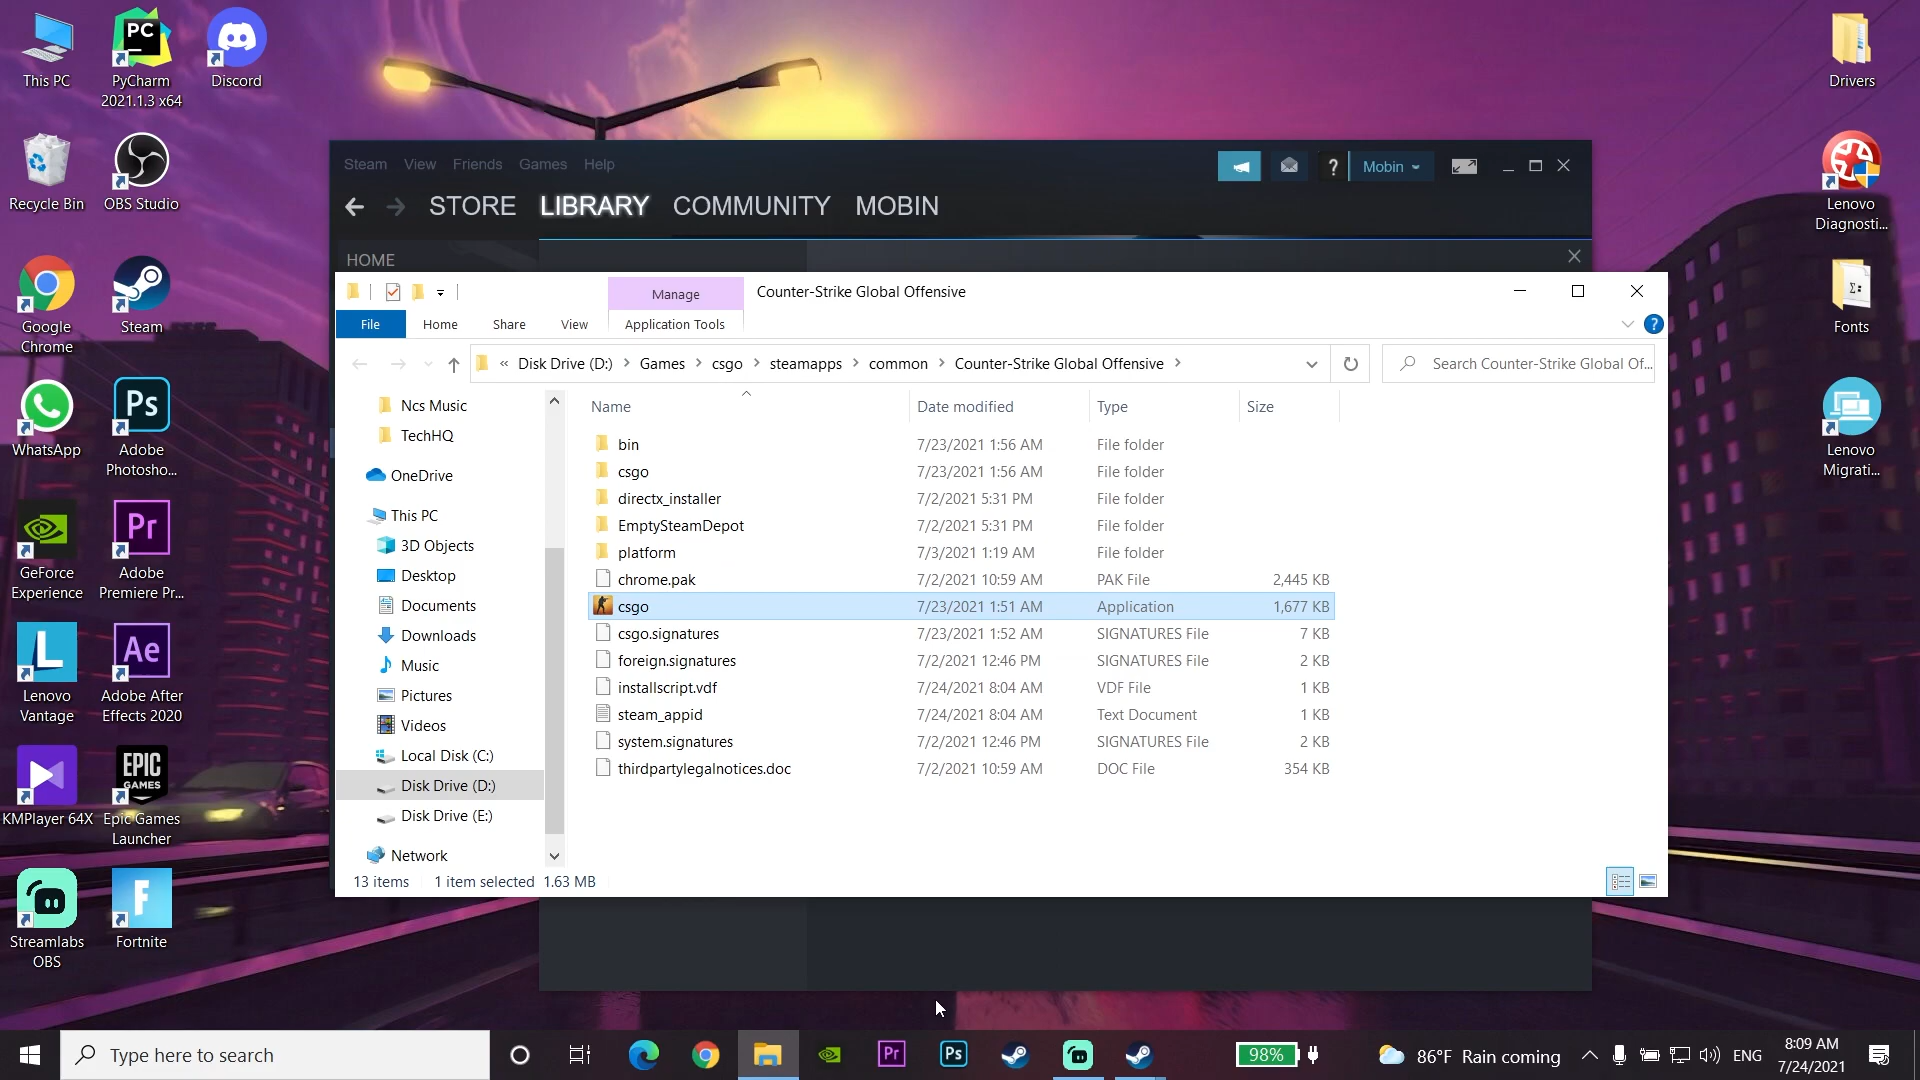 This PC
PyCharm
2021.1.3 x64
Discord
Recycle Bin
OBS Studio
Google
Chrome
Steam
WhatsApp
Adobe
Photosho...
GeForce
Experience
Adobe
Premiere Pr...
Lenovo
Vantage
Adobe After
Effects 2020
KMPlayer 64X
Epic Games
Launcher
Streamlabs
OBS
Fortnite
Drivers
Lenovo
Diagnosti...
Fonts
Lenovo
Migrati...
PC
Ps
Pr
L
Ae
EPIC
GAMES
F
Steam View Friends Games Help
? Mobin
STORE LIBRARY COMMUNITY MOBIN
HOME
Manage Counter-Strike Global Offensive
File Home Share View Application Tools ?
« Disk Drive (D:) > Games > csgo > steamapps > common > Counter-Strike Global Offensive > Search Counter-Strike Global Of...
Ncs Music
TechHQ
OneDrive
This PC
3D Objects
Desktop
Documents
Downloads
Music
Pictures
Videos
Local Disk (C:)
Disk Drive (D:)
Disk Drive (E:)
Network
Name Date modified Type Size
bin 7/23/2021 1:56 AM File folder
csgo 7/23/2021 1:56 AM File folder
directx_installer 7/2/2021 5:31 PM File folder
EmptySteamDepot 7/2/2021 5:31 PM File folder
platform 7/3/2021 1:19 AM File folder
chrome.pak 7/2/2021 10:59 AM PAK File 2,445 KB
csgo 7/23/2021 1:51 AM Application 1,677 KB
csgo.signatures 7/23/2021 1:52 AM SIGNATURES File 7 KB
foreign.signatures 7/2/2021 12:46 PM SIGNATURES File 2 KB
installscript.vdf 7/24/2021 8:04 AM VDF File 1 KB
steam_appid 7/24/2021 8:04 AM Text Document 1 KB
system.signatures 7/2/2021 12:46 PM SIGNATURES File 2 KB
thirdpartylegalnotices.doc 7/2/2021 10:59 AM DOC File 354 KB
13 items 1 item selected 1.63 MB
Type here to search Pr Ps 98% 86°F Rain coming ENG 8:09 AM
7/24/2021